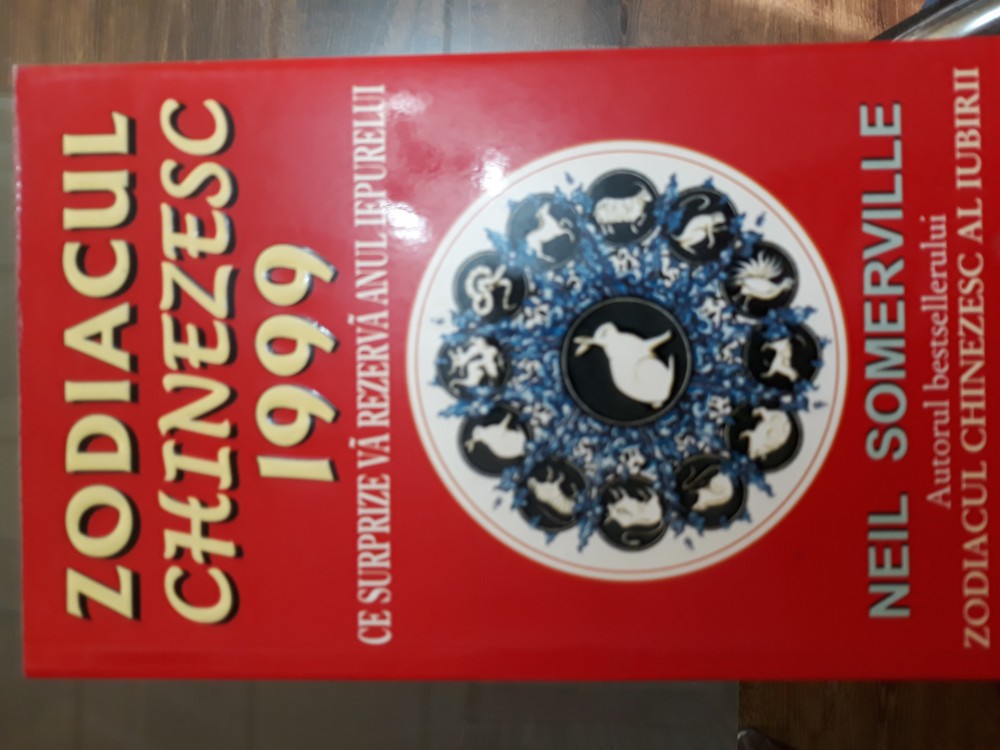 ZODIACUL
CHINEZESC
1999
CE SURPRIZE VĂ REZERVĂ ANUL IEPURELUI
NEIL SOMERVILLE
Autorul bestsellerului
ZODIACUL CHINEZESC AL IUBIRII